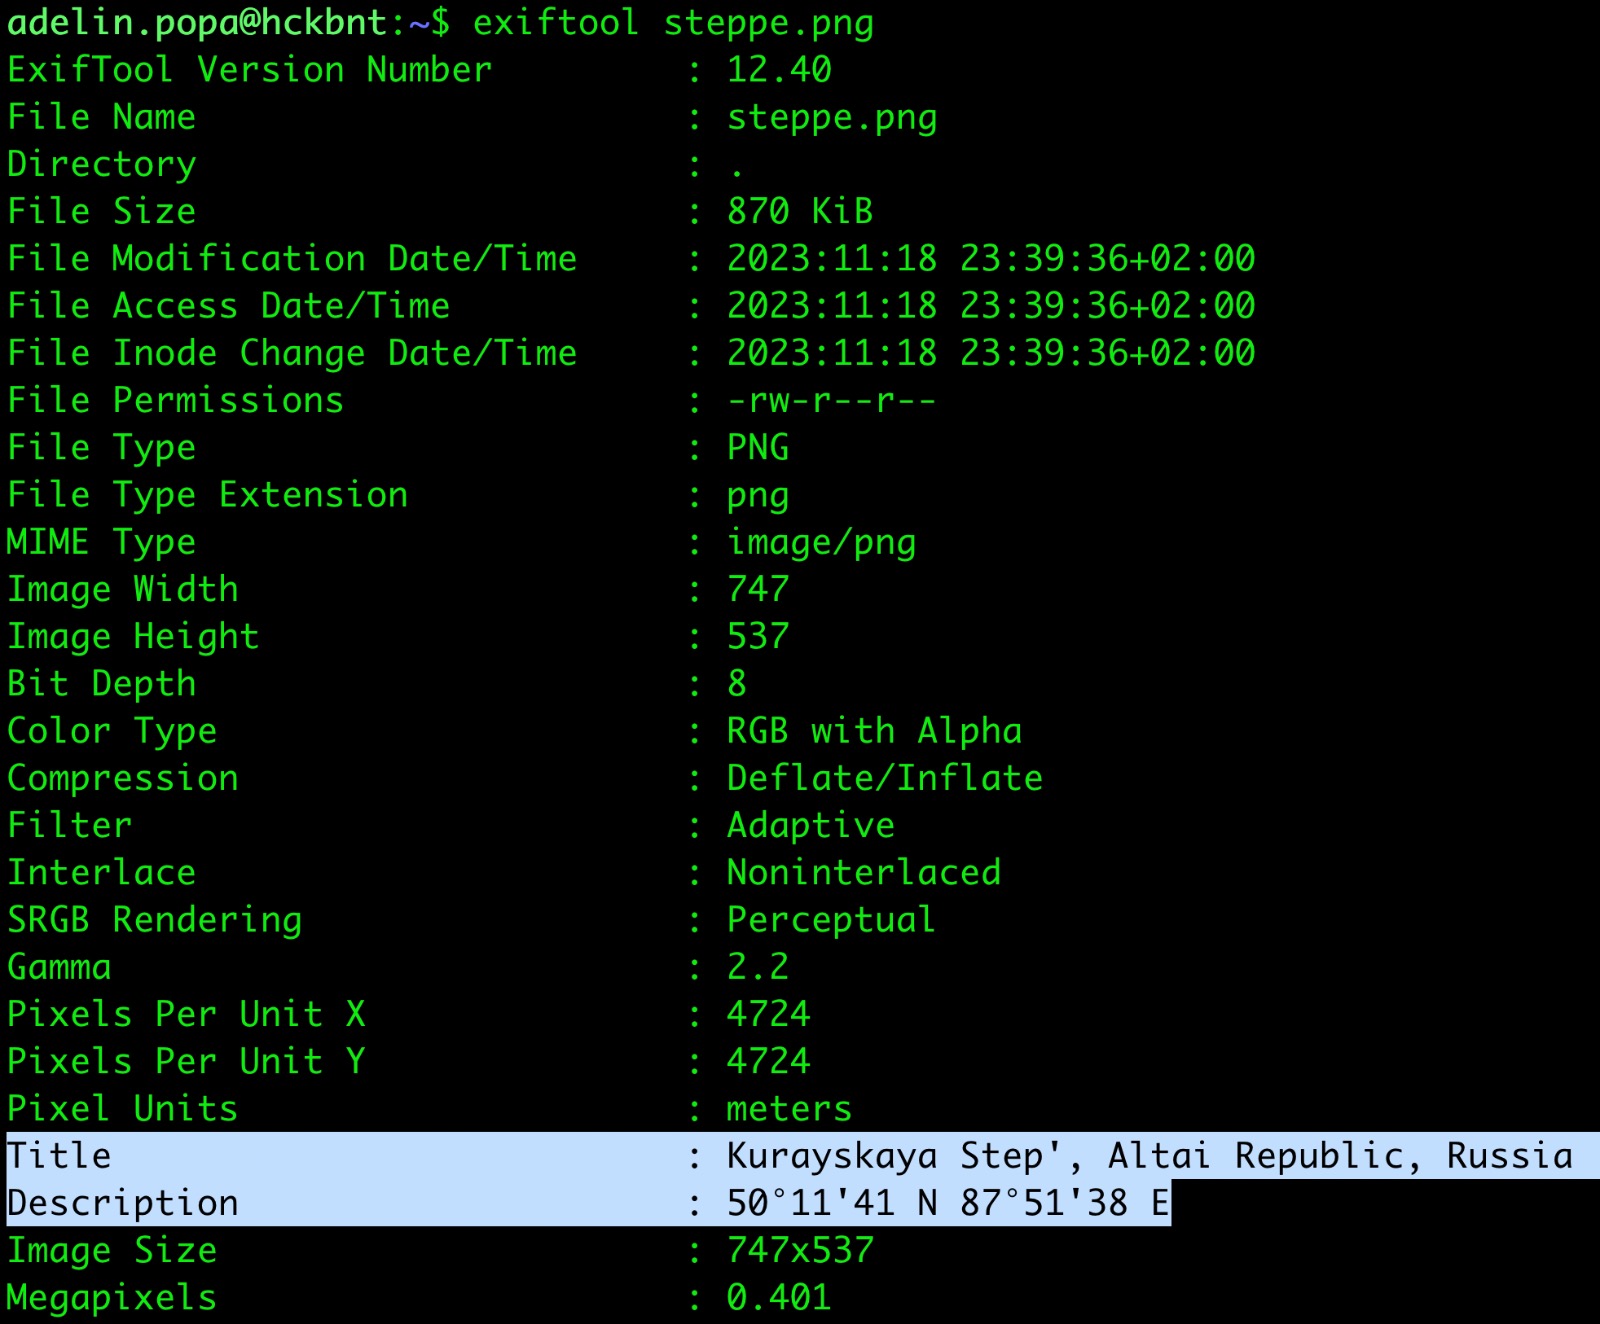 adelin.popa@hckbnt:~$ exiftool steppe.png
ExifTool Version Number : 12.40
File Name : steppe.png
Directory : .
File Size : 870 KiB
File Modification Date/Time : 2023:11:18 23:39:36+02:00
File Access Date/Time : 2023:11:18 23:39:36+02:00
File Inode Change Date/Time : 2023:11:18 23:39:36+02:00
File Permissions : -rw-r--r--
File Type : PNG
File Type Extension : png
MIME Type : image/png
Image Width : 747
Image Height : 537
Bit Depth : 8
Color Type : RGB with Alpha
Compression : Deflate/Inflate
Filter : Adaptive
Interlace : Noninterlaced
SRGB Rendering : Perceptual
Gamma : 2.2
Pixels Per Unit X : 4724
Pixels Per Unit Y : 4724
Pixel Units : meters
Title : Kurayskaya Step', Altai Republic, Russia
Description : 50°11'41 N 87°51'38 E
Image Size : 747x537
Megapixels : 0.401